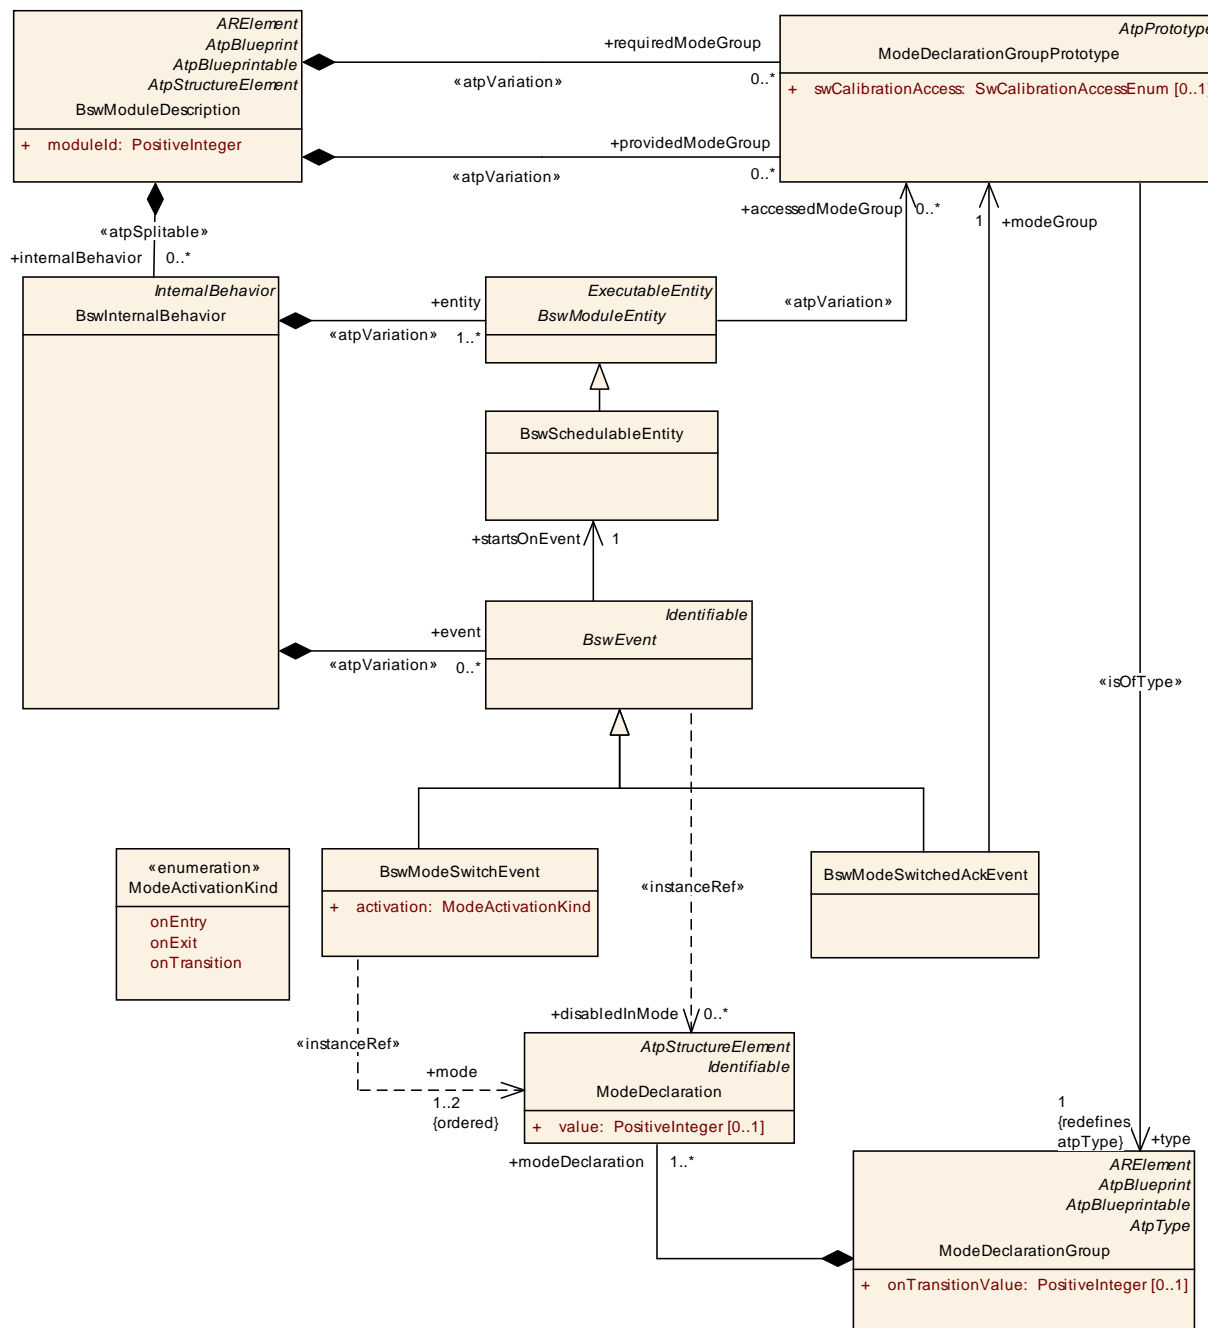 ARElement
AtpBlueprint
AtpBlueprintable
AtpStructureElement
BswModuleDescription
+ moduleId: PositiveInteger
+requiredModeGroup
«atpVariation»
0..*
+providedModeGroup
«atpVariation»
0..*
AtpPrototype
ModeDeclarationGroupPrototype
+ swCalibrationAccess: SwCalibrationAccessEnum [0..1]
«atpSplitable»
+internalBehavior
0..*
+accessedModeGroup
0..*
1
+modeGroup
InternalBehavior
BswInternalBehavior
+entity
«atpVariation»
1..*
ExecutableEntity
BswModuleEntity
«atpVariation»
BswSchedulableEntity
+startsOnEvent
1
+event
«atpVariation»
0..*
Identifiable
BswEvent
«isOfType»
«enumeration»
ModeActivationKind
onEntry
onExit
onTransition
BswModeSwitchEvent
+ activation: ModeActivationKind
«instanceRef»
BswModeSwitchedAckEvent
«instanceRef»
+mode
1..2
{ordered}
+disabledInMode
0..*
AtpStructureElement
Identifiable
ModeDeclaration
+ value: PositiveInteger [0..1]
+modeDeclaration
1..*
1
{redefines
atpType}
+type
ARElement
AtpBlueprint
AtpBlueprintable
AtpType
ModeDeclarationGroup
+ onTransitionValue: PositiveInteger [0..1]